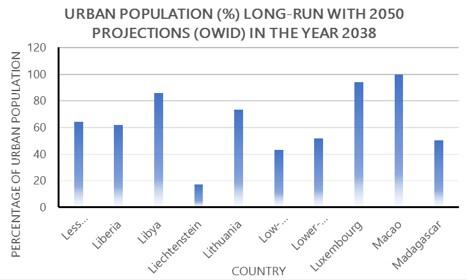 URBAN POPULATION (%) LONG-RUN WITH 2050
PROJECTIONS (OWID) IN THE YEAR 2038
PERCENTAGE OF URBAN POPULATION
120
100
80
60
40
20
0
Less...
Liberia
Libya
Liechtenstein
Lithuania
Low-...
Lower-...
Luxembourg
Macao
Madagascar
COUNTRY